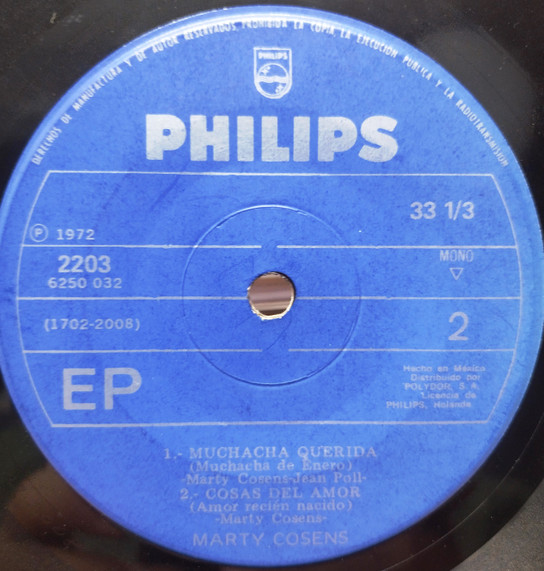 DERECHOS DE MANUFACTURA Y DE AUTOR RESERVADOS, PROHIBIDA LA COPIA, LA EJECUCION PUBLICA Y LA RADIOTRANSMISION
PHILIPS
PHILIPS
33 1/3
Ⓟ 1972
2203
6250 032
MONO
(1702-2008)
2
EP
Hecho en México
Distribuido por
POLYDOR, S. A.
Licencia de
PHILIPS, Holanda.
1.- MUCHACHA QUERIDA
(Muchacha de Enero)
-Marty Cosens-Jean Poll-
2.- COSAS DEL AMOR
(Amor recién nacido)
-Marty Cosens-
MARTY COSENS